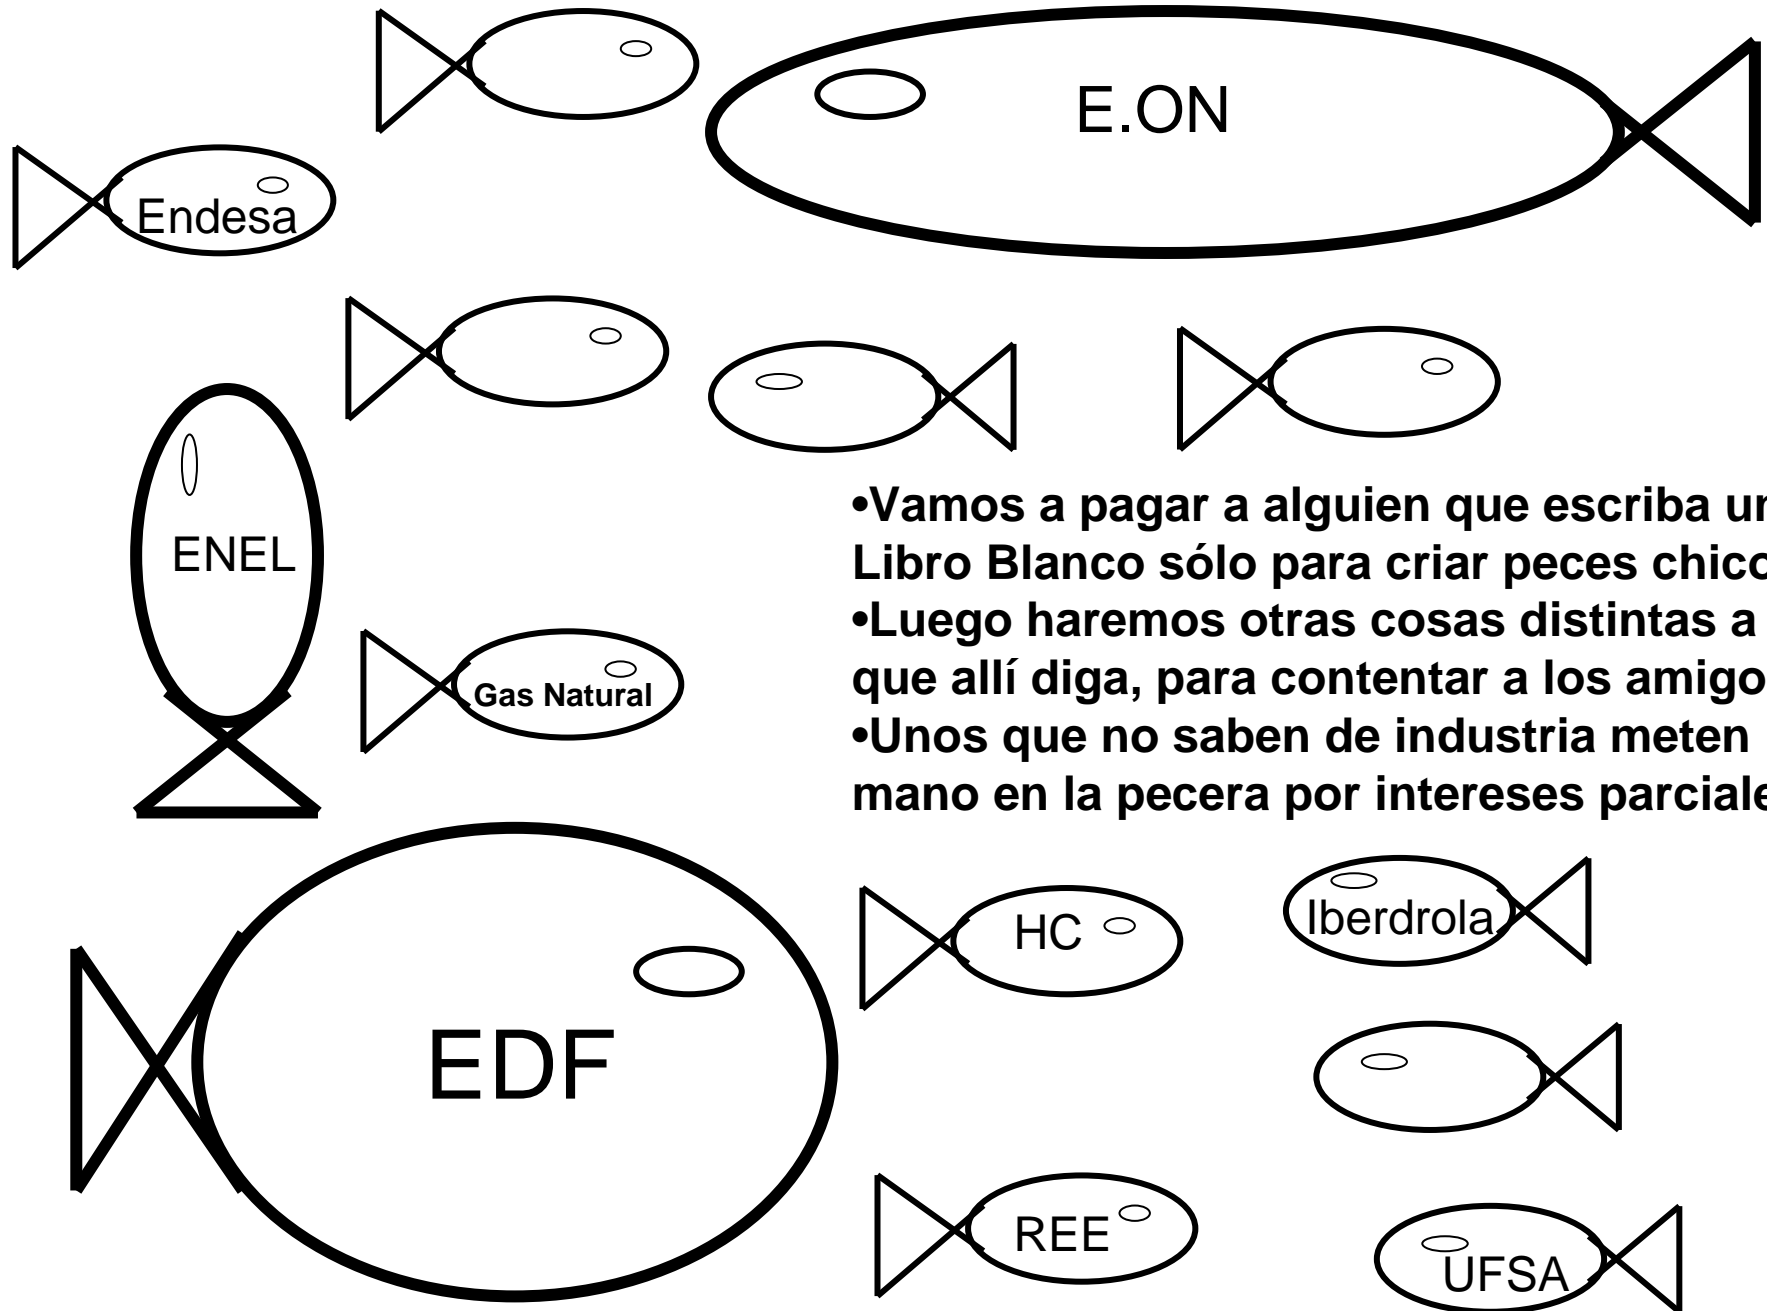 E.ON
Endesa
ENEL
•Vamos a pagar a alguien que escriba un
Libro Blanco sólo para criar peces chico
•Luego haremos otras cosas distintas a
que allí diga, para contentar a los amigo
•Unos que no saben de industria meten
mano en la pecera por intereses parciale
Gas Natural
HC
Iberdrola
EDF
REE
UFSA